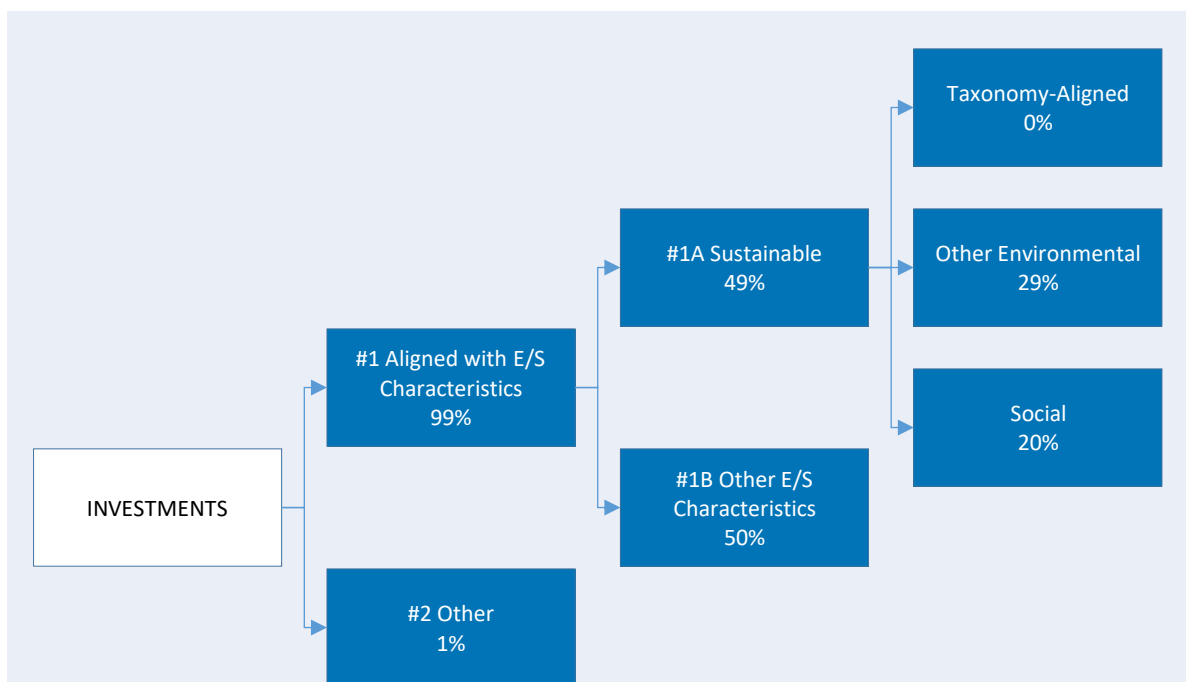 INVESTMENTS
#1 Aligned with E/S
Characteristics
99%
#2 Other
1%
#1A Sustainable
49%
#1B Other E/S
Characteristics
50%
Taxonomy-Aligned
0%
Other Environmental
29%
Social
20%